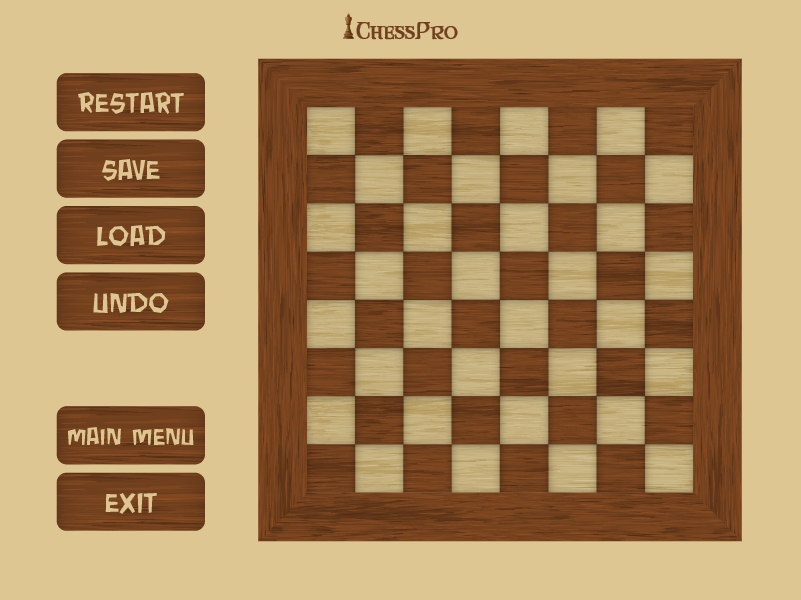 ChessPro
RESTART
SAVE
LOAD
UNDO
MAIN MENU
EXIT